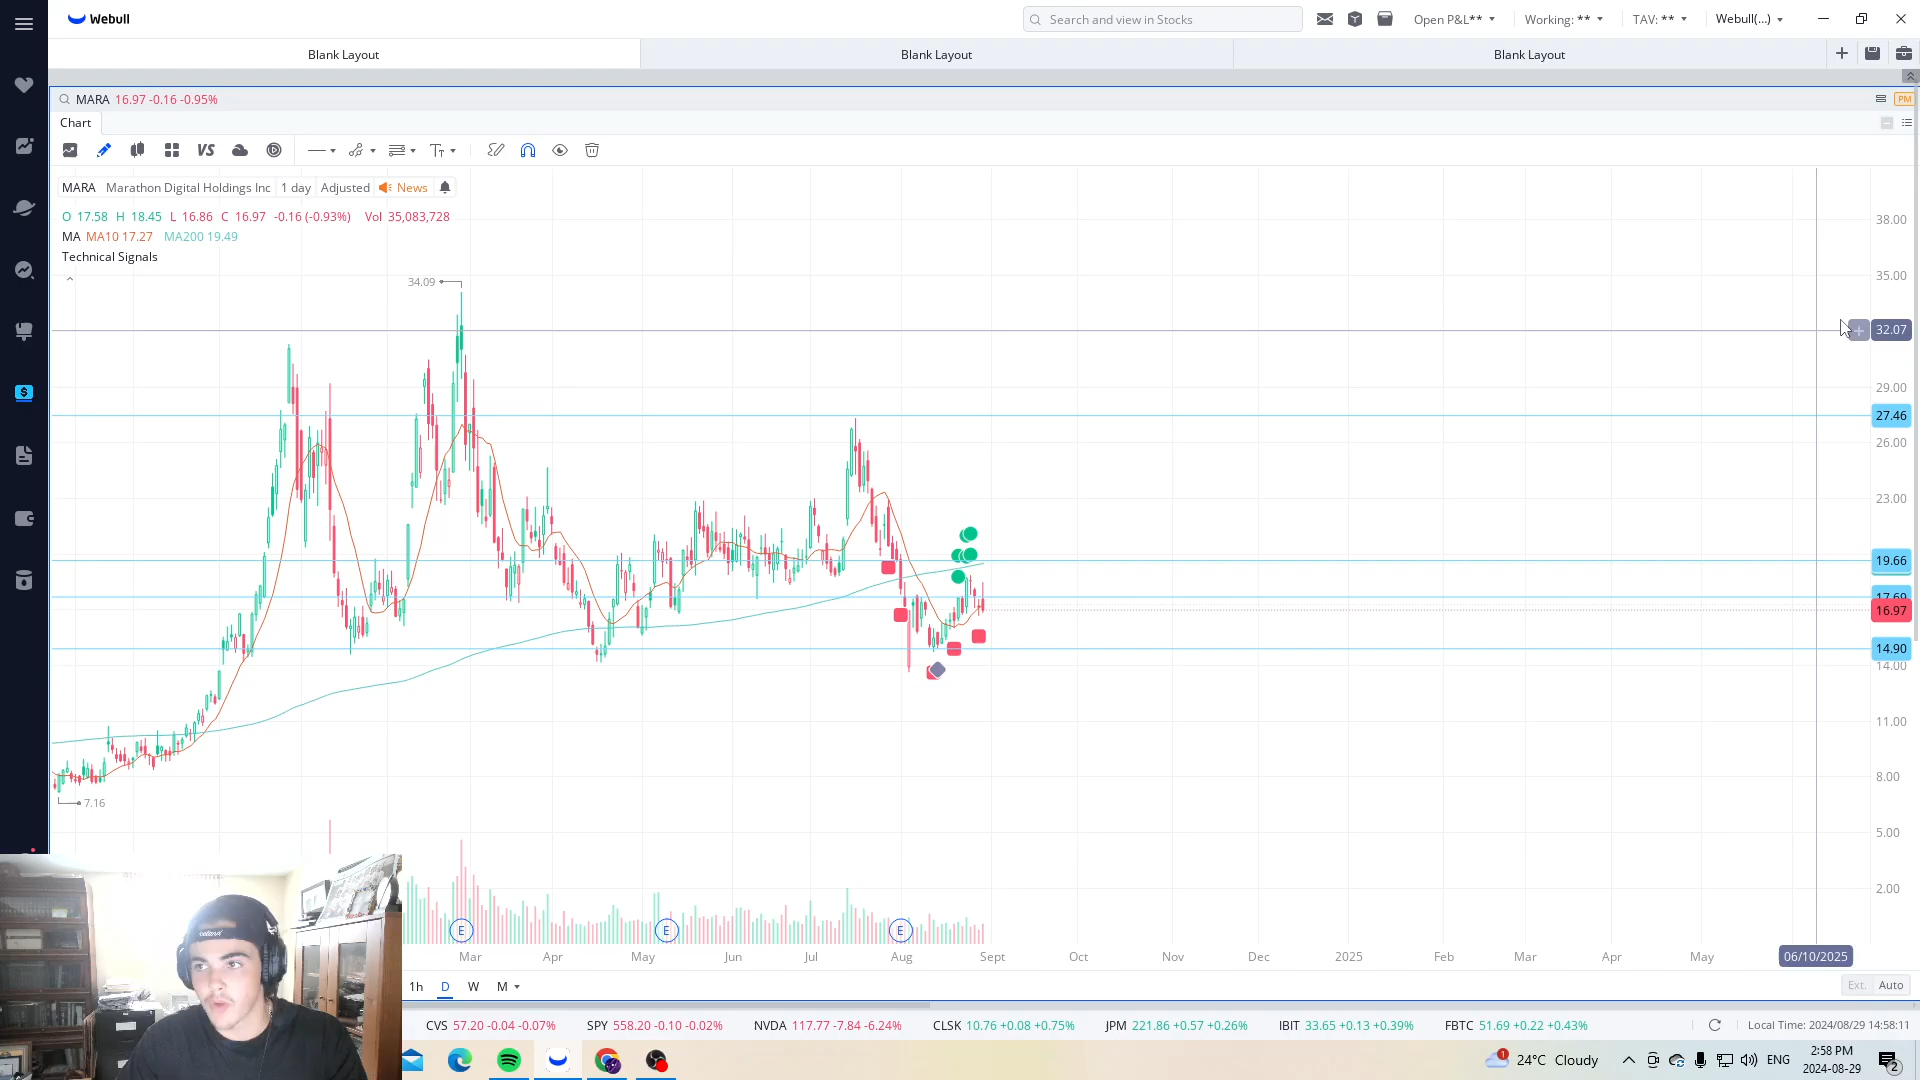 Webull
Search and view in Stocks
Open P&L**
Working: **
TAV: **
Webull(...)
Blank Layout
Blank Layout
Blank Layout
MARA 16.97 -0.16 -0.95%
PM
Chart
VS
MARA Marathon Digital Holdings Inc 1 day Adjusted News
O 17.58 H 18.45 L 16.86 C 16.97 -0.16 (-0.93%) Vol 35,083,728
MA MA10 17.27 MA200 19.49
Technical Signals
38.00
35.00
34.09
32.07
29.00
27.46
26.00
23.00
19.66
17.69
16.97
14.90
14.00
11.00
8.00
7.16
5.00
2.00
E
E
E
Mar
Apr
May
Jun
Jul
Aug
Sept
Oct
Nov
Dec
2025
Feb
Mar
Apr
May
06/10/2025
1h D W M
Ext. Auto
CVS 57.20 -0.04 -0.07%
SPY 558.20 -0.10 -0.02%
NVDA 117.77 -7.84 -6.24%
CLSK 10.76 +0.08 +0.75%
JPM 221.86 +0.57 +0.26%
IBIT 33.65 +0.13 +0.39%
FBTC 51.69 +0.22 +0.43%
Local Time: 2024/08/29 14:58:11
1
24°C Cloudy
ENG
2:58 PM
2024-08-29
2